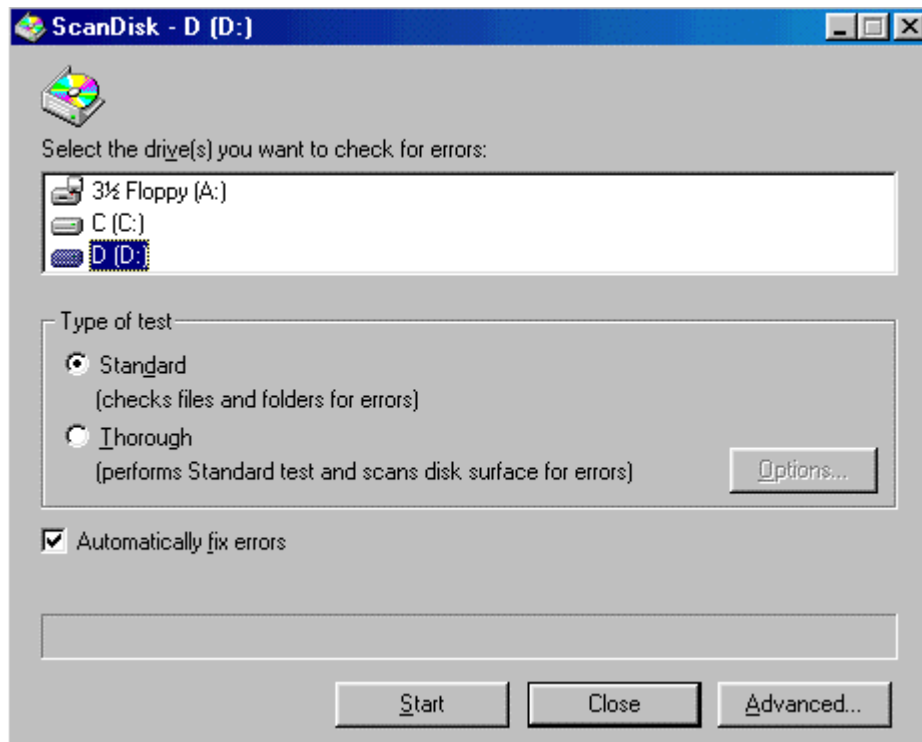 ScanDisk - D (D:)
Select the drive(s) you want to check for errors:
3½ Floppy (A:)
C (C:)
D (D:)
Type of test
Standard
(checks files and folders for errors)
Thorough
(performs Standard test and scans disk surface for errors)
Options...
Automatically fix errors
Start Close Advanced...